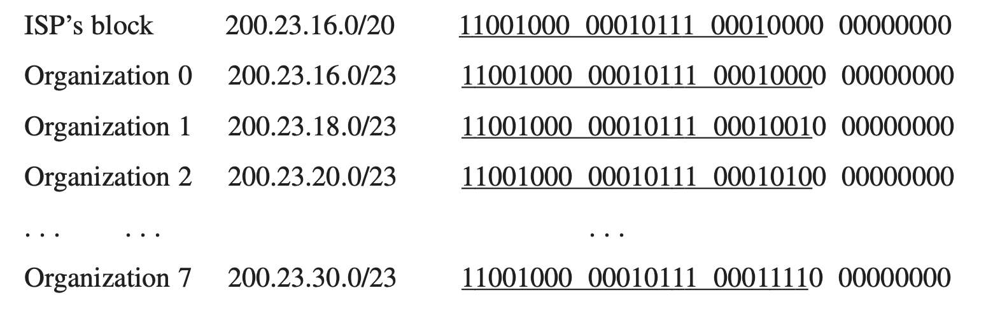 ISP’s block 200.23.16.0/20 11001000 00010111 00010000 00000000
Organization 0 200.23.16.0/23 11001000 00010111 00010000 00000000
Organization 1 200.23.18.0/23 11001000 00010111 00010010 00000000
Organization 2 200.23.20.0/23 11001000 00010111 00010100 00000000
. . . . . . . . .
Organization 7 200.23.30.0/23 11001000 00010111 00011110 00000000